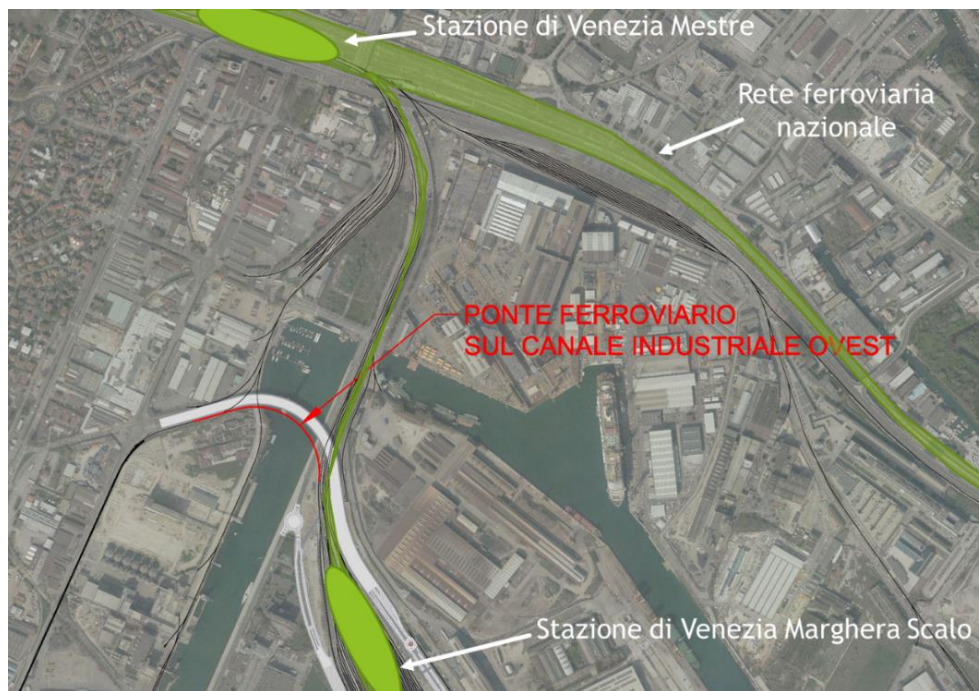 Stazione di Venezia Mestre
Rete ferroviaria
nazionale
PONTE FERROVIARIO
SUL CANALE INDUSTRIALE OVEST
Stazione di Venezia Marghera Scalo